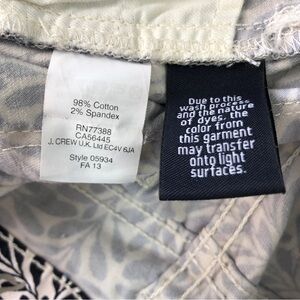 98% Cotton
2% Spandex
RN77388
CA56445
J. CREW U.K. Ltd EC4V 6JA
Style 05934
FA 13
Due to this
wash process
and the nature
of dyes, the
color from
this garment
may transfer
onto light
surfaces.